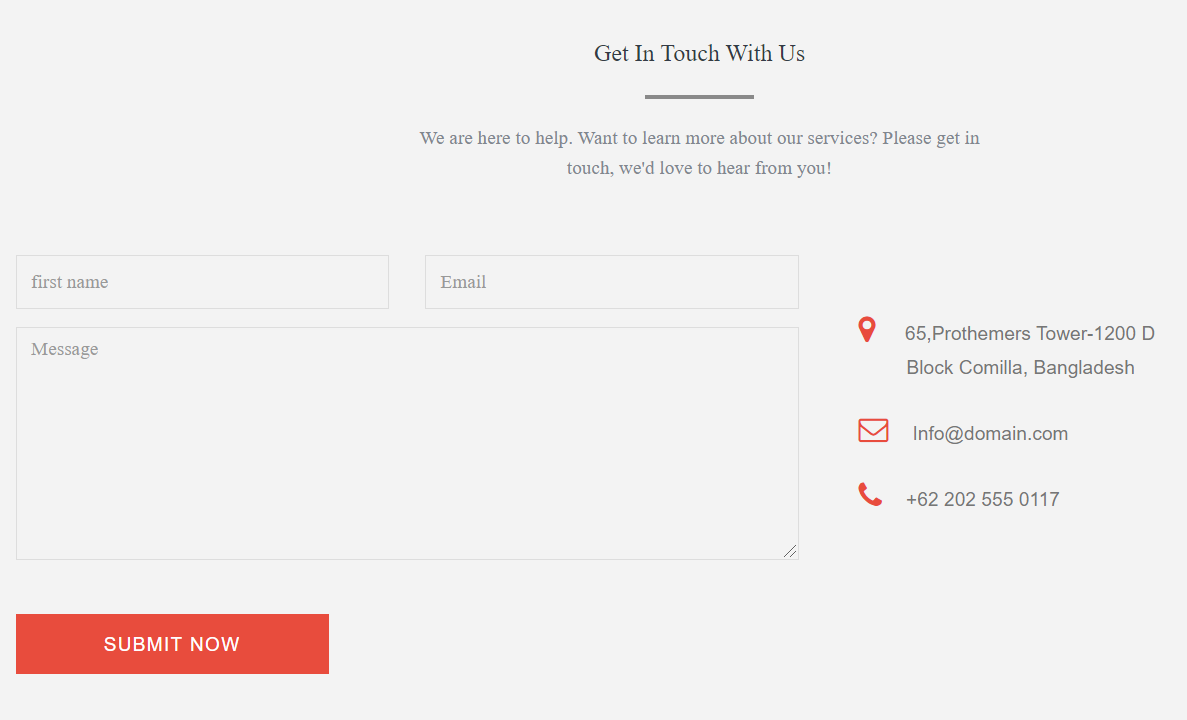 Get In Touch With Us
We are here to help. Want to learn more about our services? Please get in
touch, we'd love to hear from you!
first name
Email
Message
65,Prothemers Tower-1200 D
Block Comilla, Bangladesh
Info@domain.com
+62 202 555 0117
SUBMIT NOW